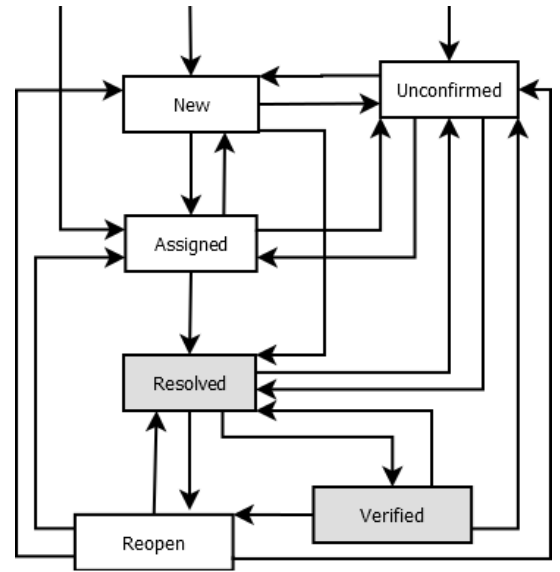 Unconfirmed
New
Assigned
Resolved
Verified
Reopen